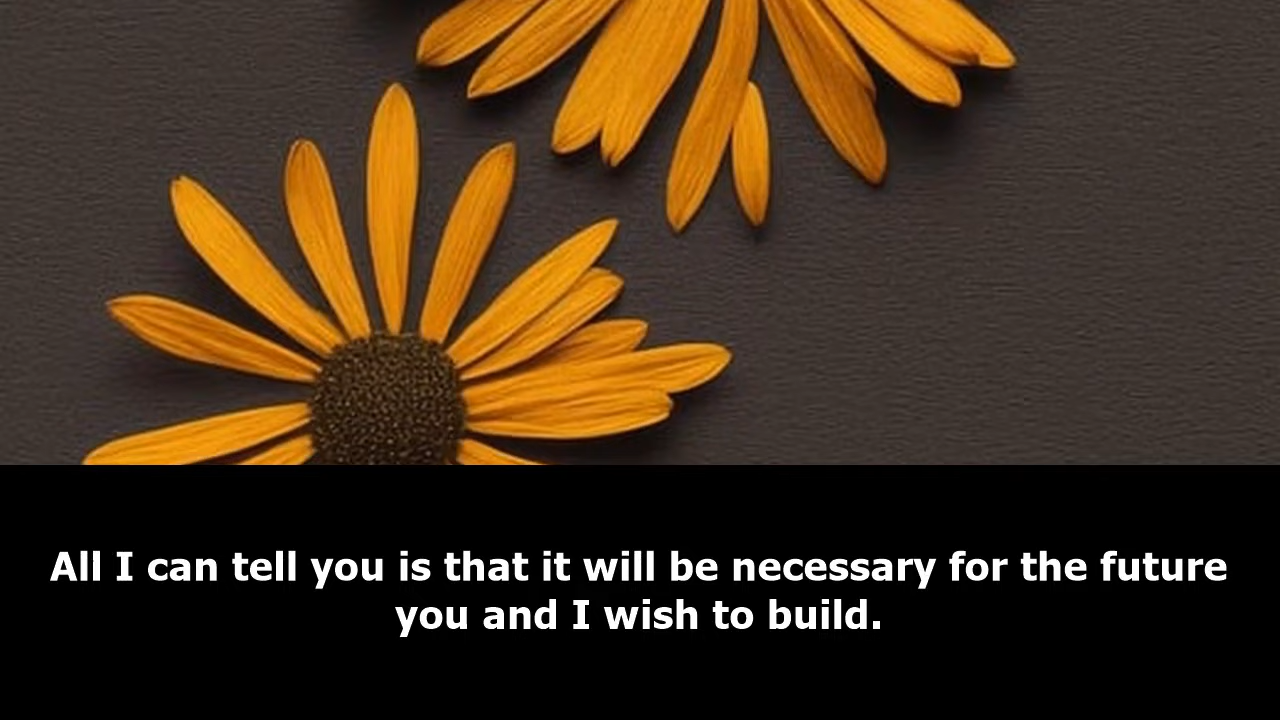 All I can tell you is that it will be necessary for the future
you and I wish to build.